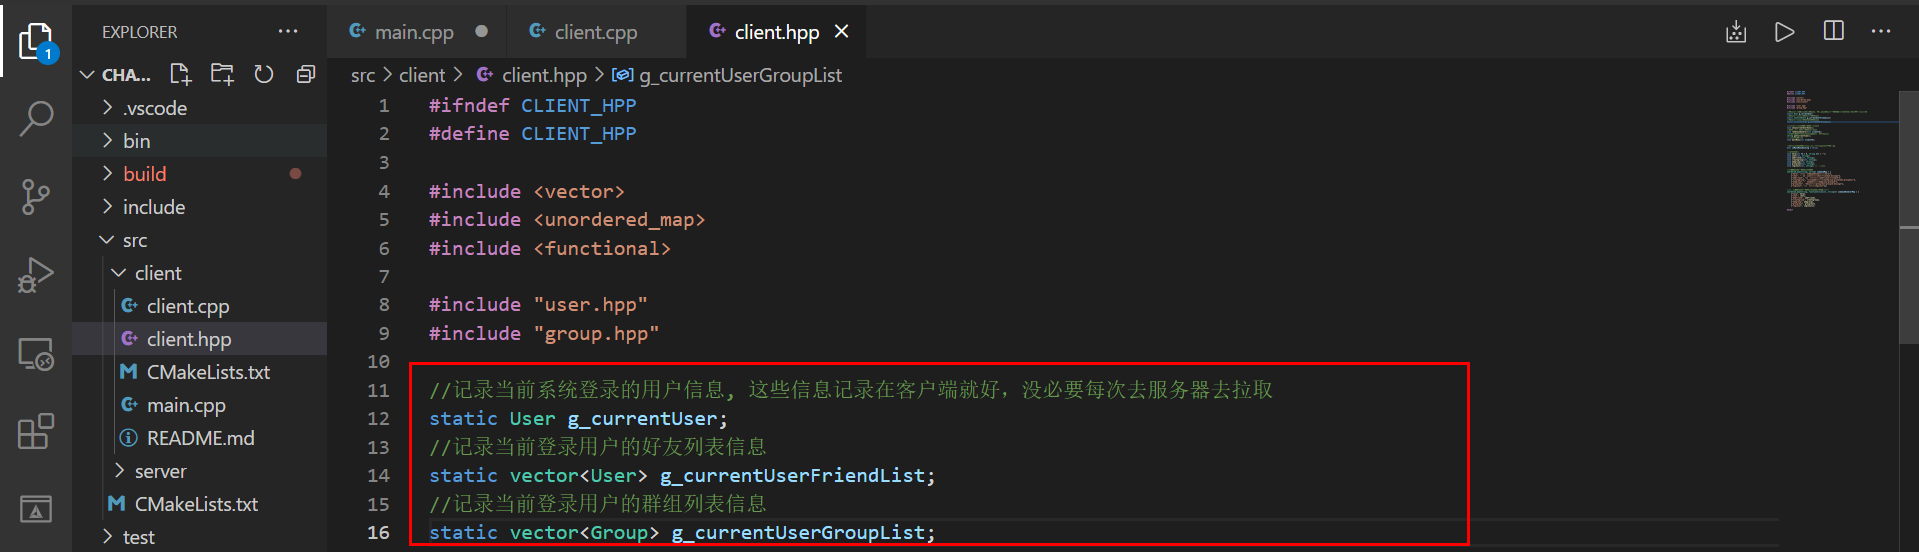 EXPLORER
main.cpp
client.cpp
client.hpp
CHA...
src > client > client.hpp > g_currentUserGroupList
.vscode
bin
build
include
src
client
client.cpp
client.hpp
CMakeLists.txt
main.cpp
README.md
server
CMakeLists.txt
test
1
1 #ifndef CLIENT_HPP
2 #define CLIENT_HPP
3
4 #include <vector>
5 #include <unordered_map>
6 #include <functional>
7
8 #include "user.hpp"
9 #include "group.hpp"
10
11 //记录当前系统登录的用户信息, 这些信息记录在客户端就好，没必要每次去服务器去拉取
12 static User g_currentUser;
13 //记录当前登录用户的好友列表信息
14 static vector<User> g_currentUserFriendList;
15 //记录当前登录用户的群组列表信息
16 static vector<Group> g_currentUserGroupList;